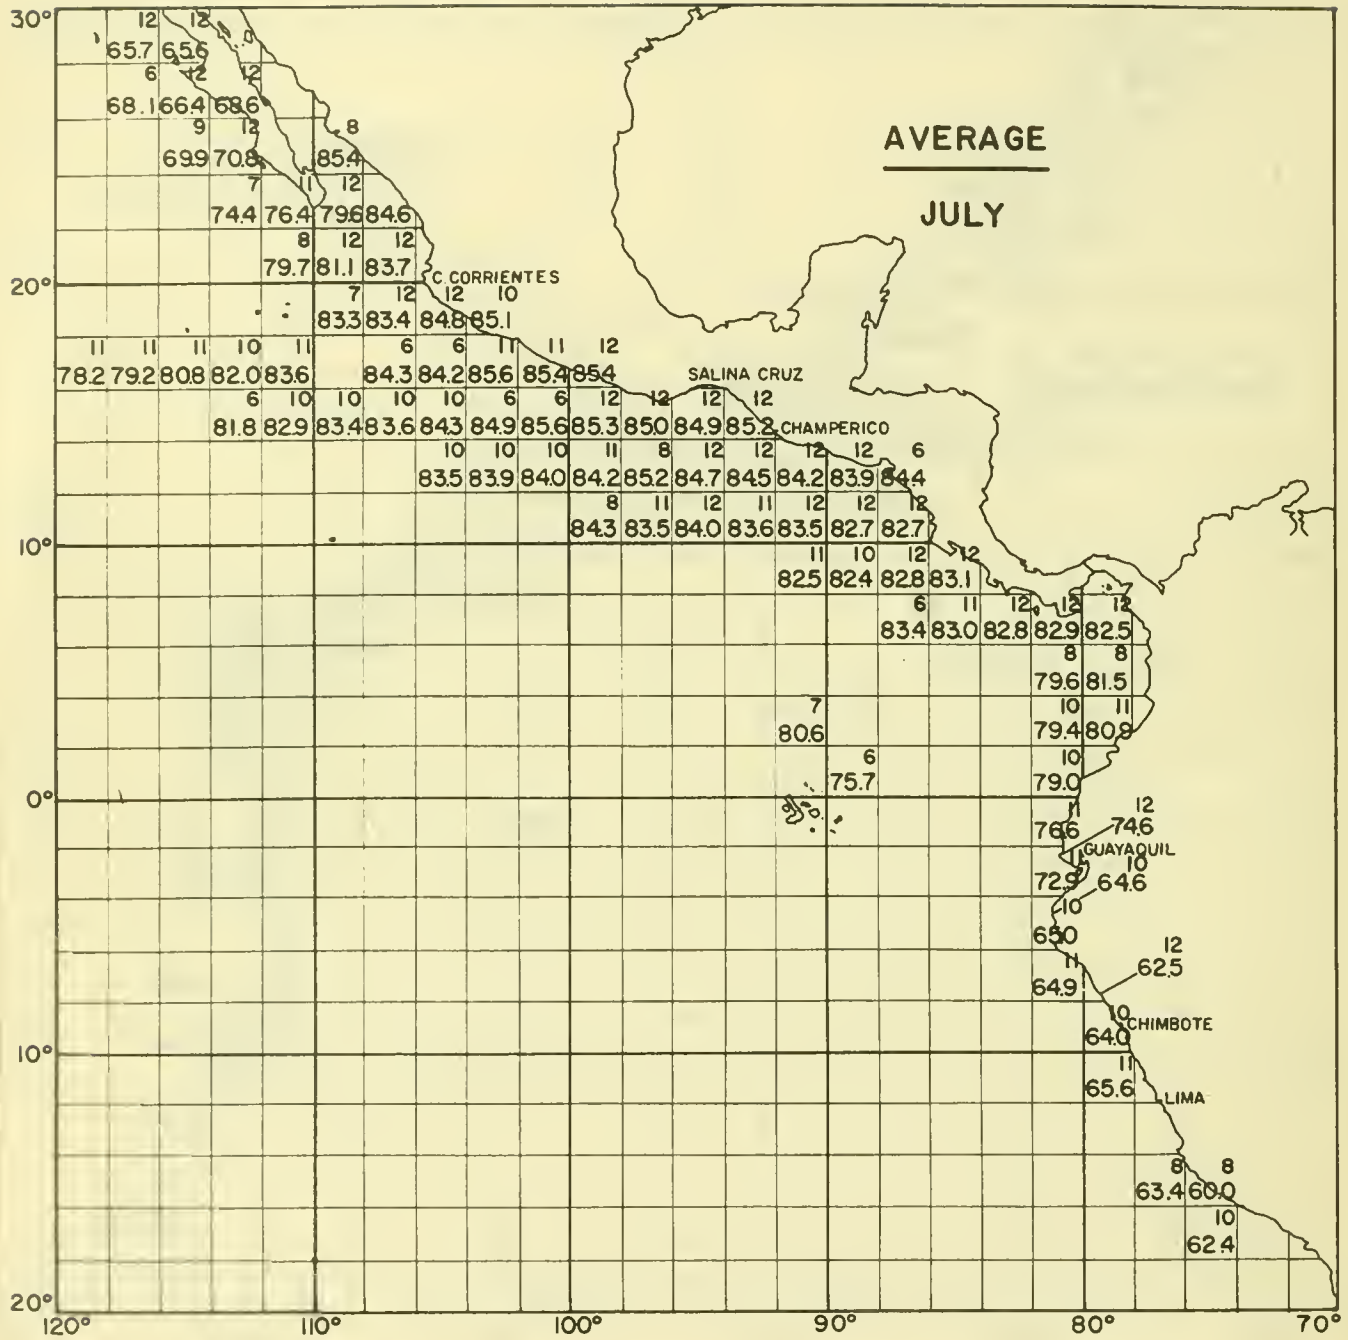 30° 12 12
65.7 65.6
6 12 12
68.1 66.4 68.6
9 12 8
AVERAGE
69.9 70.8 85.4
7 11 12
74.4 76.4 79.6 84.6
JULY
8 12 12
79.7 81.1 83.7
C.CORRIENTES
20° 7 12 12 10
83.3 83.4 84.8 85.1
11 11 11 10 11 6 6 11 11 12
78.2 79.2 80.8 82.0 83.6 84.3 84.2 85.6 85.4 85.4
SALINA CRUZ
6 10 10 10 10 6 6 12 12 12 12
81.8 82.9 83.4 83.6 84.3 84.9 85.6 85.3 85.0 84.9 85.2 CHAMPERICO
10 10 10 11 8 12 12 12 12 6
83.5 83.9 84.0 84.2 85.2 84.7 84.5 84.2 83.9 84.4
8 11 12 11 12 12 12
84.3 83.5 84.0 83.6 83.5 82.7 82.7
10° 11 10 12 12
82.5 82.4 82.8 83.1
6 11 12 12 12
83.4 83.0 82.8 82.9 82.5
8 8
79.6 81.5
7 10 11
80.6 79.4 80.9
6 10
75.7 79.0
0° 11 12
76.6 74.6
11 GUAYAQUIL
10
72.9 64.6
10
65.0
12
11 62.5
64.9
10 CHIMBOTE
64.0
10° 11
65.6 LIMA
8 8
63.4 60.0
10
62.4
20°
120° 110° 100° 90° 80° 70°